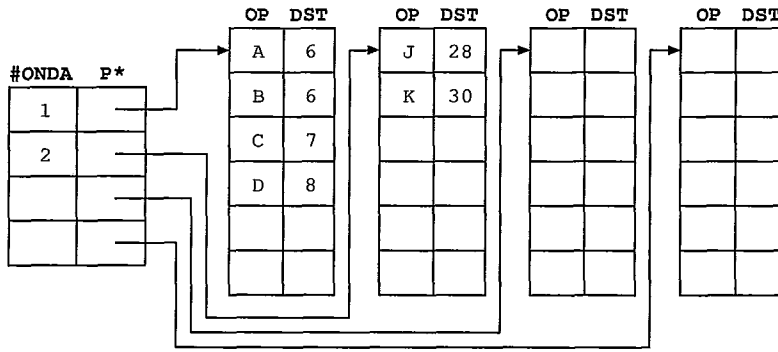 OP DST OP DST OP DST OP DST
#ONDA P* A 6 J 28
1 B 6 K 30
2 C 7
D 8